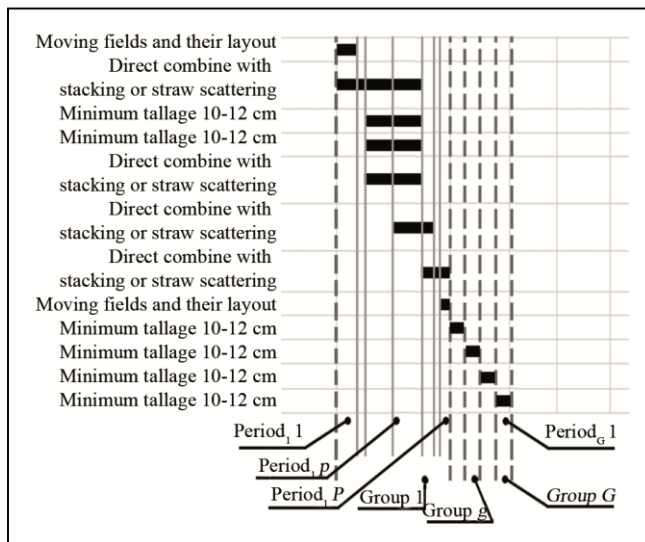 Moving fields and their layout
Direct combine with
stacking or straw scattering
Minimum tallage 10-12 cm
Minimum tallage 10-12 cm
Direct combine with
stacking or straw scattering
Direct combine with
stacking or straw scattering
Direct combine with
stacking or straw scattering
Moving fields and their layout
Minimum tallage 10-12 cm
Minimum tallage 10-12 cm
Minimum tallage 10-12 cm
Minimum tallage 10-12 cm
Period₁ 1
Period_G 1
Period₁ p
Period₁ P
Group 1
Group g
Group G